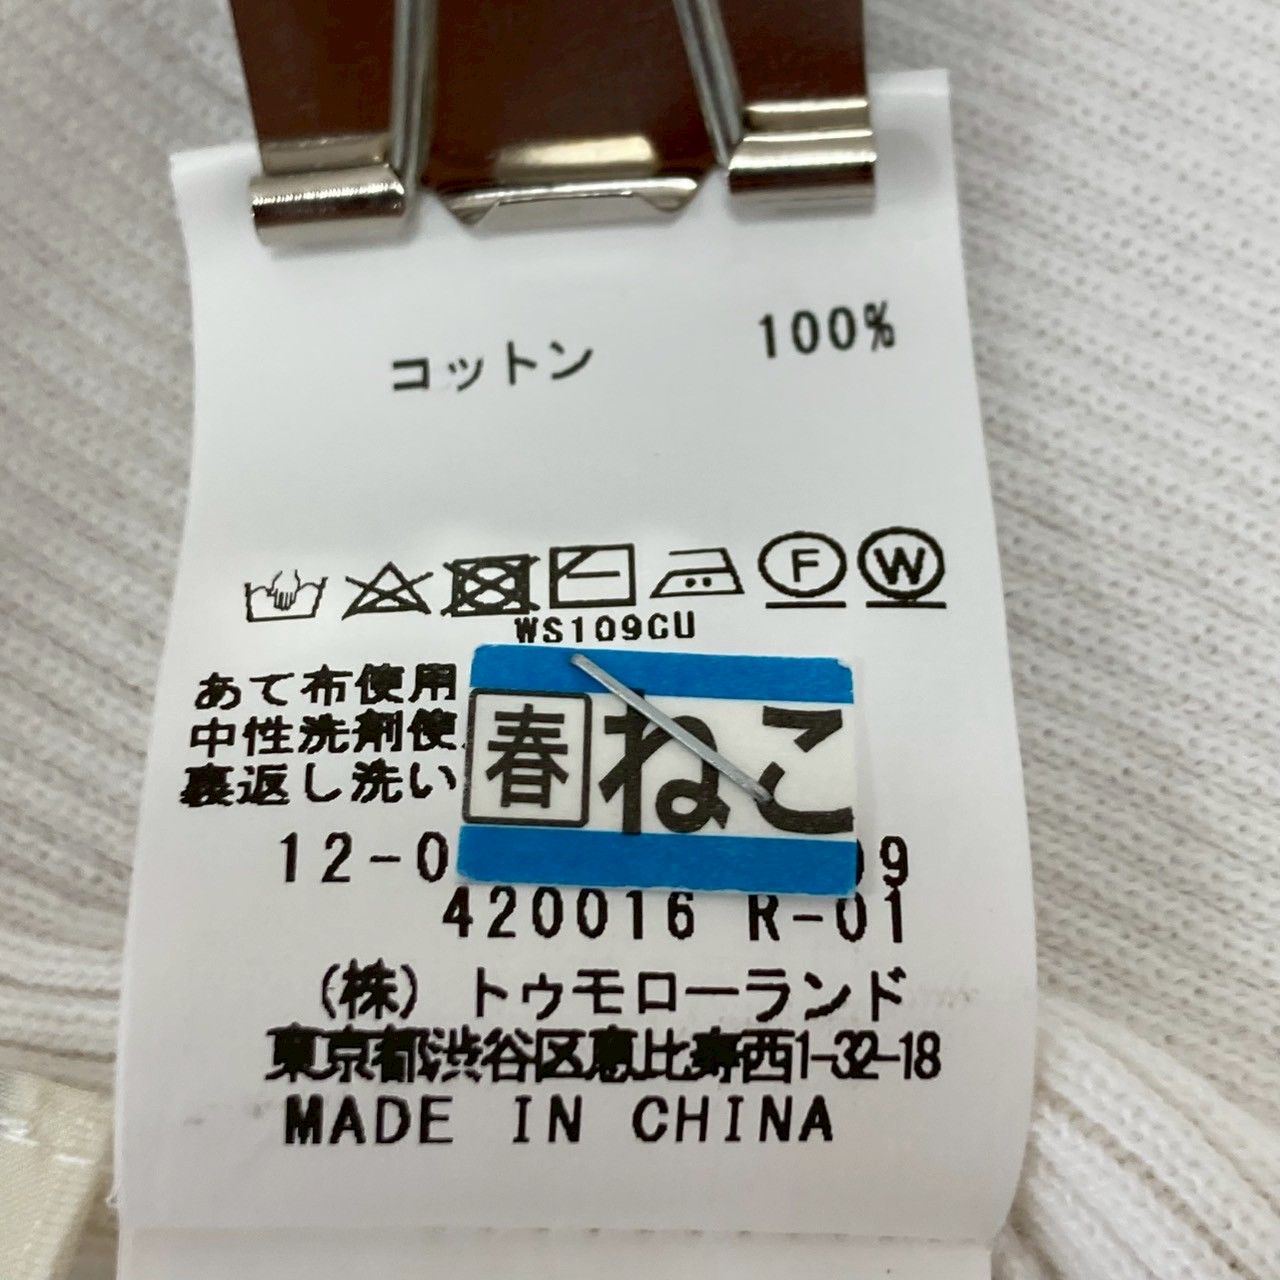 コットン 100%
F W
WS109CU
あて布使用
中性洗剤使
裏返し洗い
春 ねこ
12-0 09
420016 R-01
(株) トゥモローランド
東京都渋谷区恵比寿西1-32-18
MADE IN CHINA